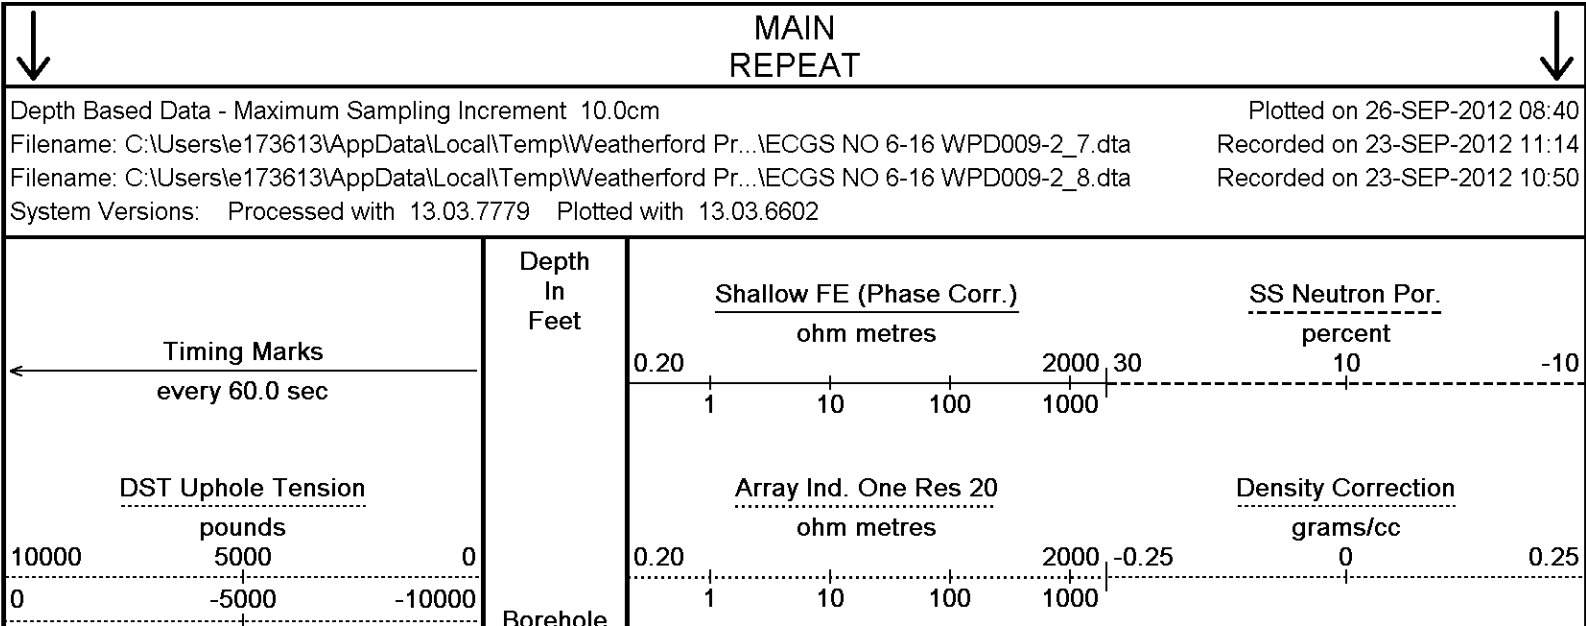 MAIN
REPEAT
Depth Based Data - Maximum Sampling Increment 10.0cm Plotted on 26-SEP-2012 08:40
Filename: C:\Users\e173613\AppData\Local\Temp\Weatherford Pr...\ECGS NO 6-16 WPD009-2_7.dta Recorded on 23-SEP-2012 11:14
Filename: C:\Users\e173613\AppData\Local\Temp\Weatherford Pr...\ECGS NO 6-16 WPD009-2_8.dta Recorded on 23-SEP-2012 10:50
System Versions: Processed with 13.03.7779 Plotted with 13.03.6602
Timing Marks
every 60.0 sec
DST Uphole Tension
pounds
10000 5000 0
0 -5000 -10000
Depth
In
Feet
Borehole
Shallow FE (Phase Corr.)
ohm metres
0.20 2000
1 10 100 1000
SS Neutron Por.
percent
30 10 -10
Array Ind. One Res 20
ohm metres
0.20 2000
1 10 100 1000
Density Correction
grams/cc
-0.25 0 0.25